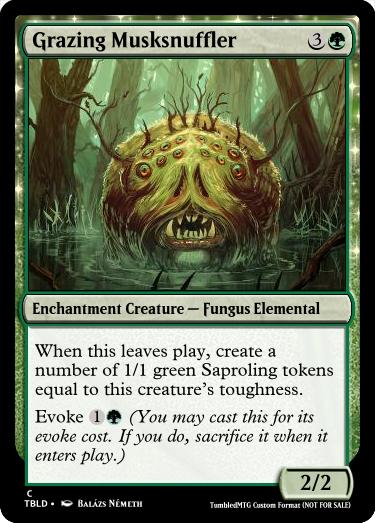 Grazing Musksnuffler 3
Enchantment Creature — Fungus Elemental
When this leaves play, create a
number of 1/1 green Saproling tokens
equal to this creature's toughness.
Evoke 1 (You may cast this for its
evoke cost. If you do, sacrifice it when it
enters play.)
2/2
C
TBLD • Balázs Németh
TumbledMTG Custom Format (NOT FOR SALE)